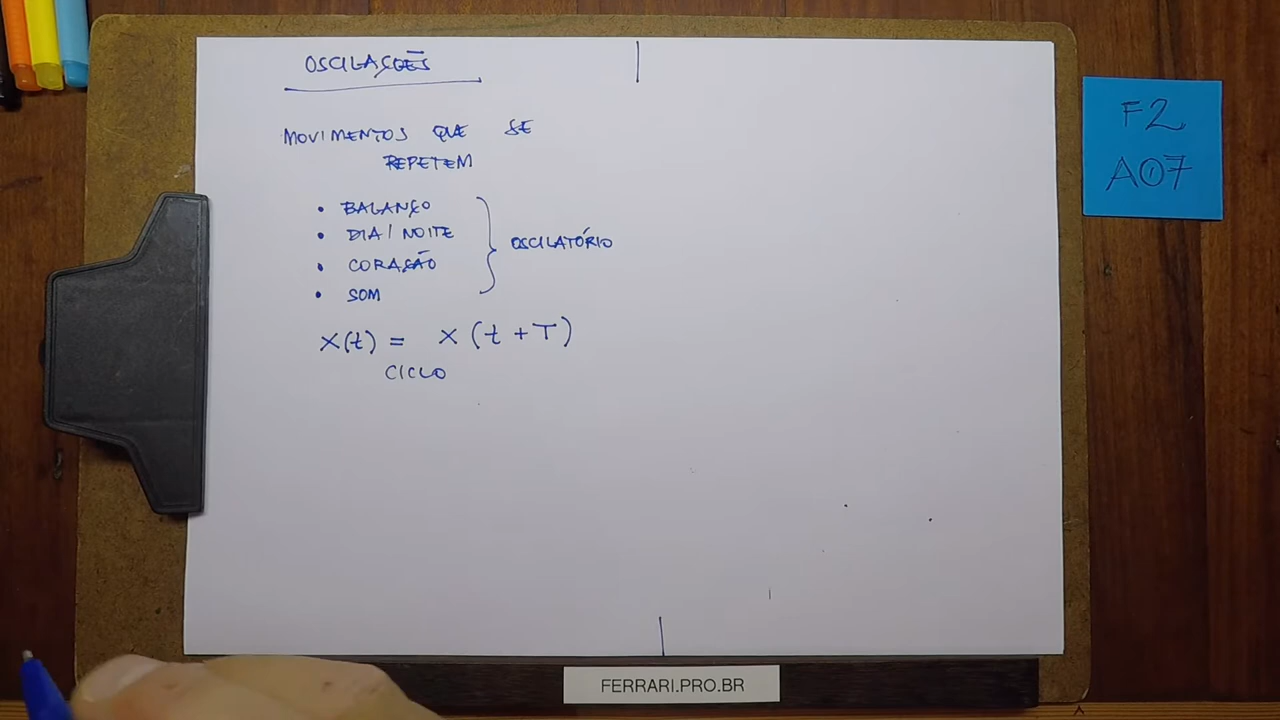 OSCILAÇÕES
MOVIMENTOS QUE SE
REPETEM
• BALANÇO
• DIA/NOITE
• CORAÇÃO
• SOM
OSCILATÓRIO
X(t) = X(t+T)
CICLO
F2
A07
FERRARI.PRO.BR